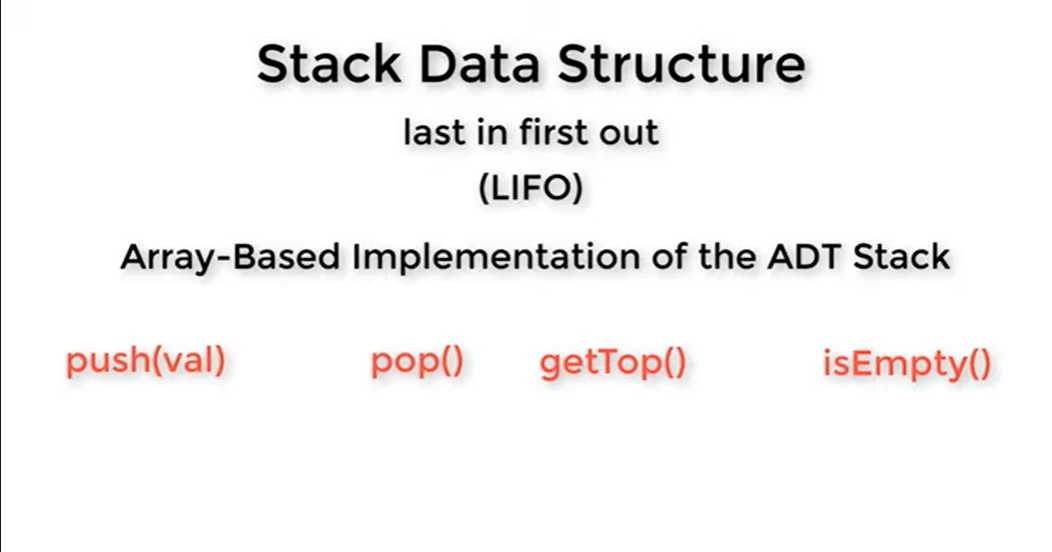 Stack Data Structure
last in first out
(LIFO)
Array-Based Implementation of the ADT Stack
push(val) pop() getTop() isEmpty()